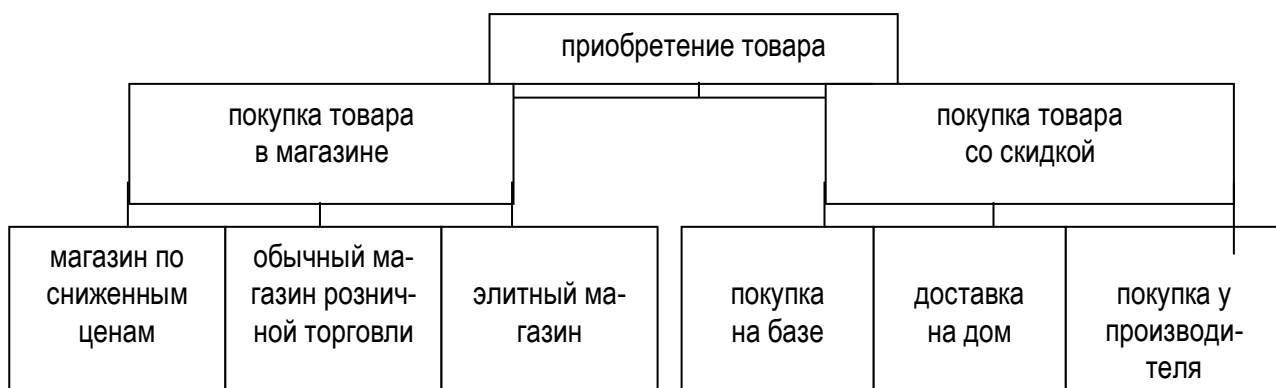 приобретение товара
покупка товара
в магазине
покупка товара
со скидкой
магазин по
сниженным
ценам
обычный ма-
газин рознич-
ной торговли
элитный ма-
газин
покупка
на базе
доставка
на дом
покупка у
производи-
теля